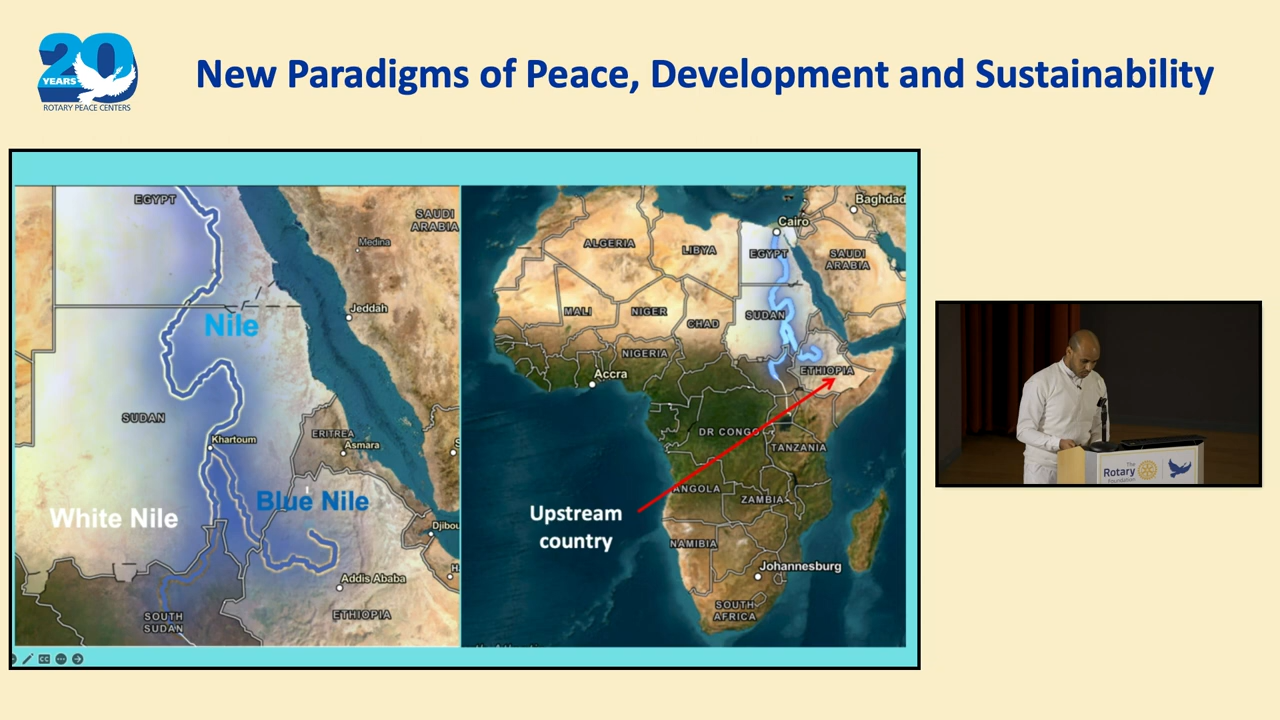 20
YEARS
ROTARY PEACE CENTERS
New Paradigms of Peace, Development and Sustainability
EGYPT
SAUDI
ARABIA
Medina
Jeddah
Nile
SUDAN
Khartoum
ERITREA
Asmara
Blue Nile
White Nile
Djibou
Addis Ababa
SOUTH
SUDAN
ETHIOPIA
Baghdad
Cairo
ALGERIA
LIBYA
EGYPT
SAUDI
ARABIA
MALI
NIGER
SUDAN
CHAD
NIGERIA
Accra
ETHIOPIA
DR CONGO
TANZANIA
ANGOLA
ZAMBIA
Upstream
country
NAMIBIA
Johannesburg
SOUTH
AFRICA
CC
The
Rotary
Foundation